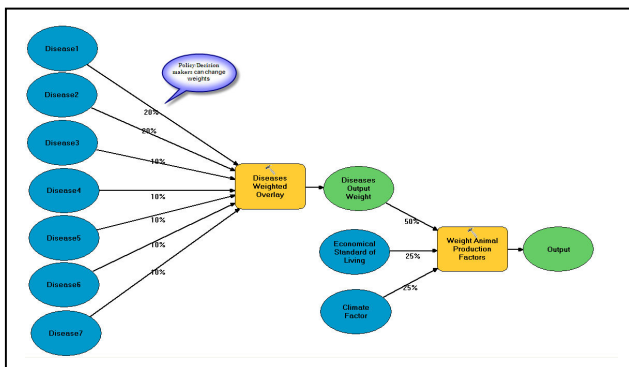 Disease1
Policy/Decision
makers can change
weights
Disease2
20%
20%
Disease3
10%
Disease4
10%
Diseases
Weighted
Overlay
Diseases
Output
Weight
Disease5
10%
50%
Disease6
10%
Economical
Standard of
Living
25%
Weight Animal
Production
Factors
Output
Disease7
10%
25%
Climate
Factor